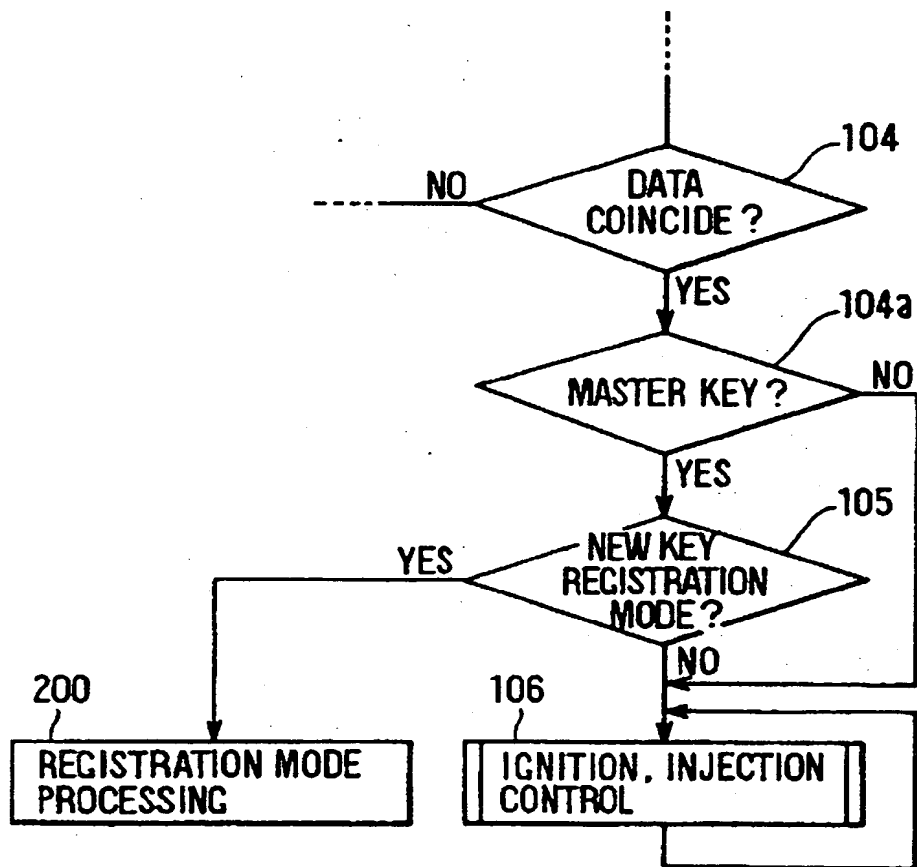 104
NO
DATA
COINCIDE?
YES
104a
MASTER KEY?
NO
YES
105
YES
NEW KEY
REGISTRATION
MODE?
NO
200
106
REGISTRATION MODE
PROCESSING
IGNITION, INJECTION
CONTROL